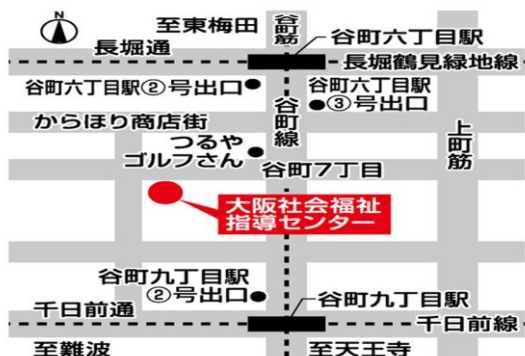 N
至東梅田
谷町筋
谷町六丁目駅
長堀通
長堀鶴見緑地線
谷町六丁目駅②号出口
谷町六丁目駅
③号出口
谷町線
からほり商店街
つるや
ゴルフさん
上町筋
谷町7丁目
大阪社会福祉
指導センター
谷町九丁目駅
②号出口
谷町九丁目駅
千日前通
千日前線
至難波
至天王寺